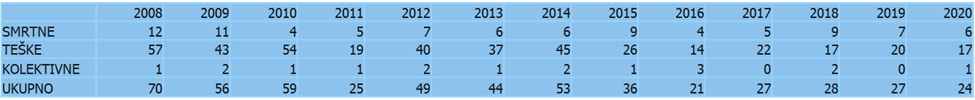 2008 2009 2010 2011 2012 2013 2014 2015 2016 2017 2018 2019 2020
SMRTNE 12 11 4 5 7 6 6 9 4 5 9 7 6
TEŠKE 57 43 54 19 40 37 45 26 14 22 17 20 17
KOLEKTIVNE 1 2 1 1 2 1 2 1 3 0 2 0 1
UKUPNO 70 56 59 25 49 44 53 36 21 27 28 27 24